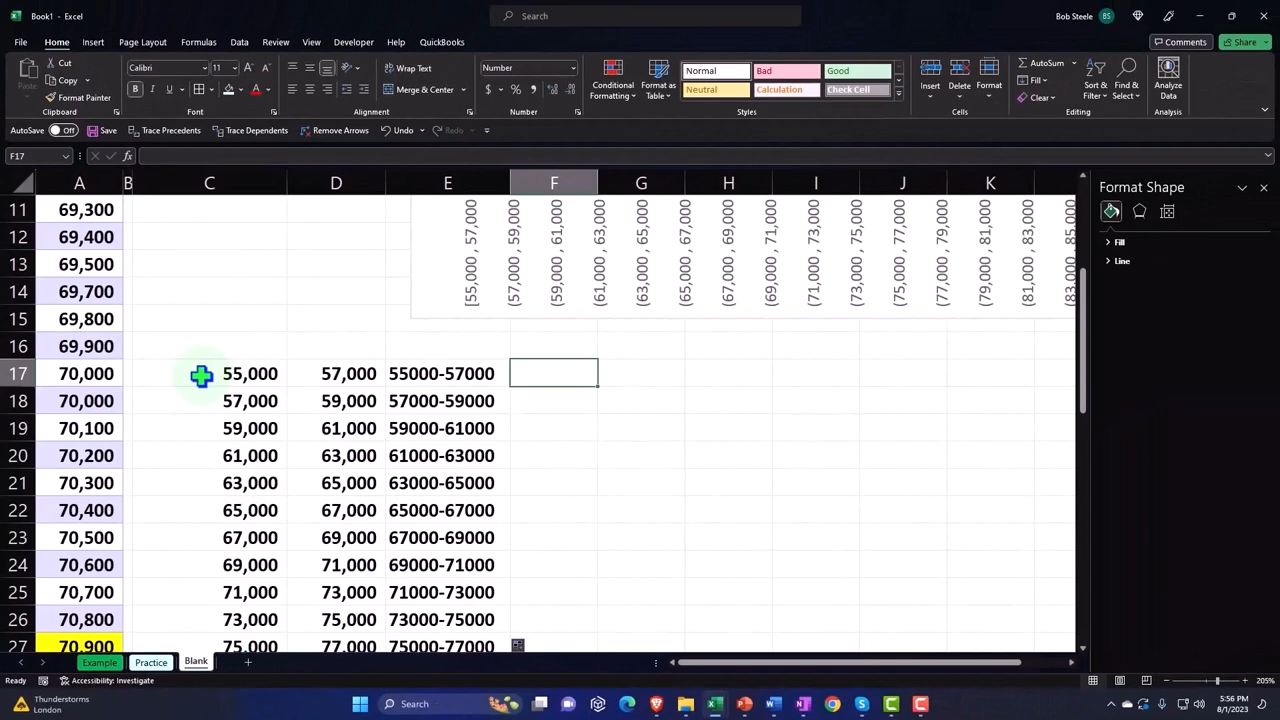 Book1 - Excel
Search
Bob Steele BS
File Home Insert Page Layout Formulas Data Review View Developer Help QuickBooks
Comments Share
Paste
Cut
Copy
Format Painter
Clipboard
Calibri 11
B I U
Font
Wrap Text
Merge & Center
Alignment
Number
$ % 9
Number
Conditional Formatting
Format as Table
Normal Bad Good
Neutral Calculation Check Cell
Styles
Insert Delete Format
Cells
AutoSum
Fill
Clear
Sort & Filter
Find & Select
Editing
Analyze Data
Analysis
AutoSave Off Save Trace Precedents Trace Dependents Remove Arrows Undo Redo
F17 fx
A B C D E F G H I J K
[55,000 , 57,000
(57,000 , 59,000
(59,000 , 61,000
(61,000 , 63,000
(63,000 , 65,000
(65,000 , 67,000
(67,000 , 69,000
(69,000 , 71,000
(71,000 , 73,000
(73,000 , 75,000
(75,000 , 77,000
(77,000 , 79,000
(79,000 , 81,000
(81,000 , 83,000
(83,000 , 85,000
11 69,300
12 69,400
13 69,500
14 69,700
15 69,800
16 69,900
17 70,000 55,000 57,000 55000-57000
18 70,000 57,000 59,000 57000-59000
19 70,100 59,000 61,000 59000-61000
20 70,200 61,000 63,000 61000-63000
21 70,300 63,000 65,000 63000-65000
22 70,400 65,000 67,000 65000-67000
23 70,500 67,000 69,000 67000-69000
24 70,600 69,000 71,000 69000-71000
25 70,700 71,000 73,000 71000-73000
26 70,800 73,000 75,000 73000-75000
27 70,900 75,000 77,000 75000-77000
Format Shape
Fill
Line
Example Practice Blank
Ready Accessibility: Investigate
205%
Thunderstorms
London
Search
5:56 PM
8/1/2023